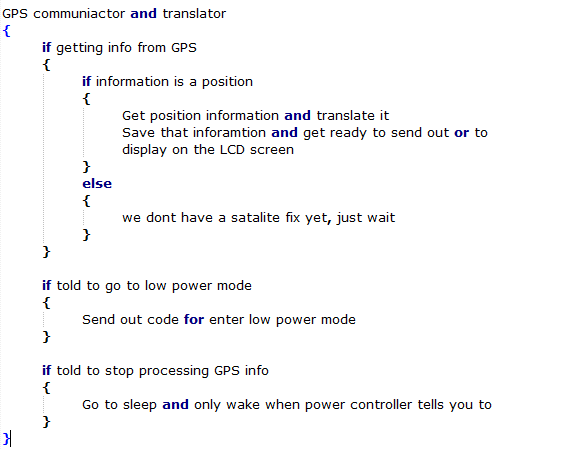 GPS communiactor and translator
{
if getting info from GPS
{
if information is a position
{
Get position information and translate it
Save that inforamtion and get ready to send out or to
display on the LCD screen
}
else
{
we dont have a satalite fix yet, just wait
}
}
if told to go to low power mode
{
Send out code for enter low power mode
}
if told to stop processing GPS info
{
Go to sleep and only wake when power controller tells you to
}
}